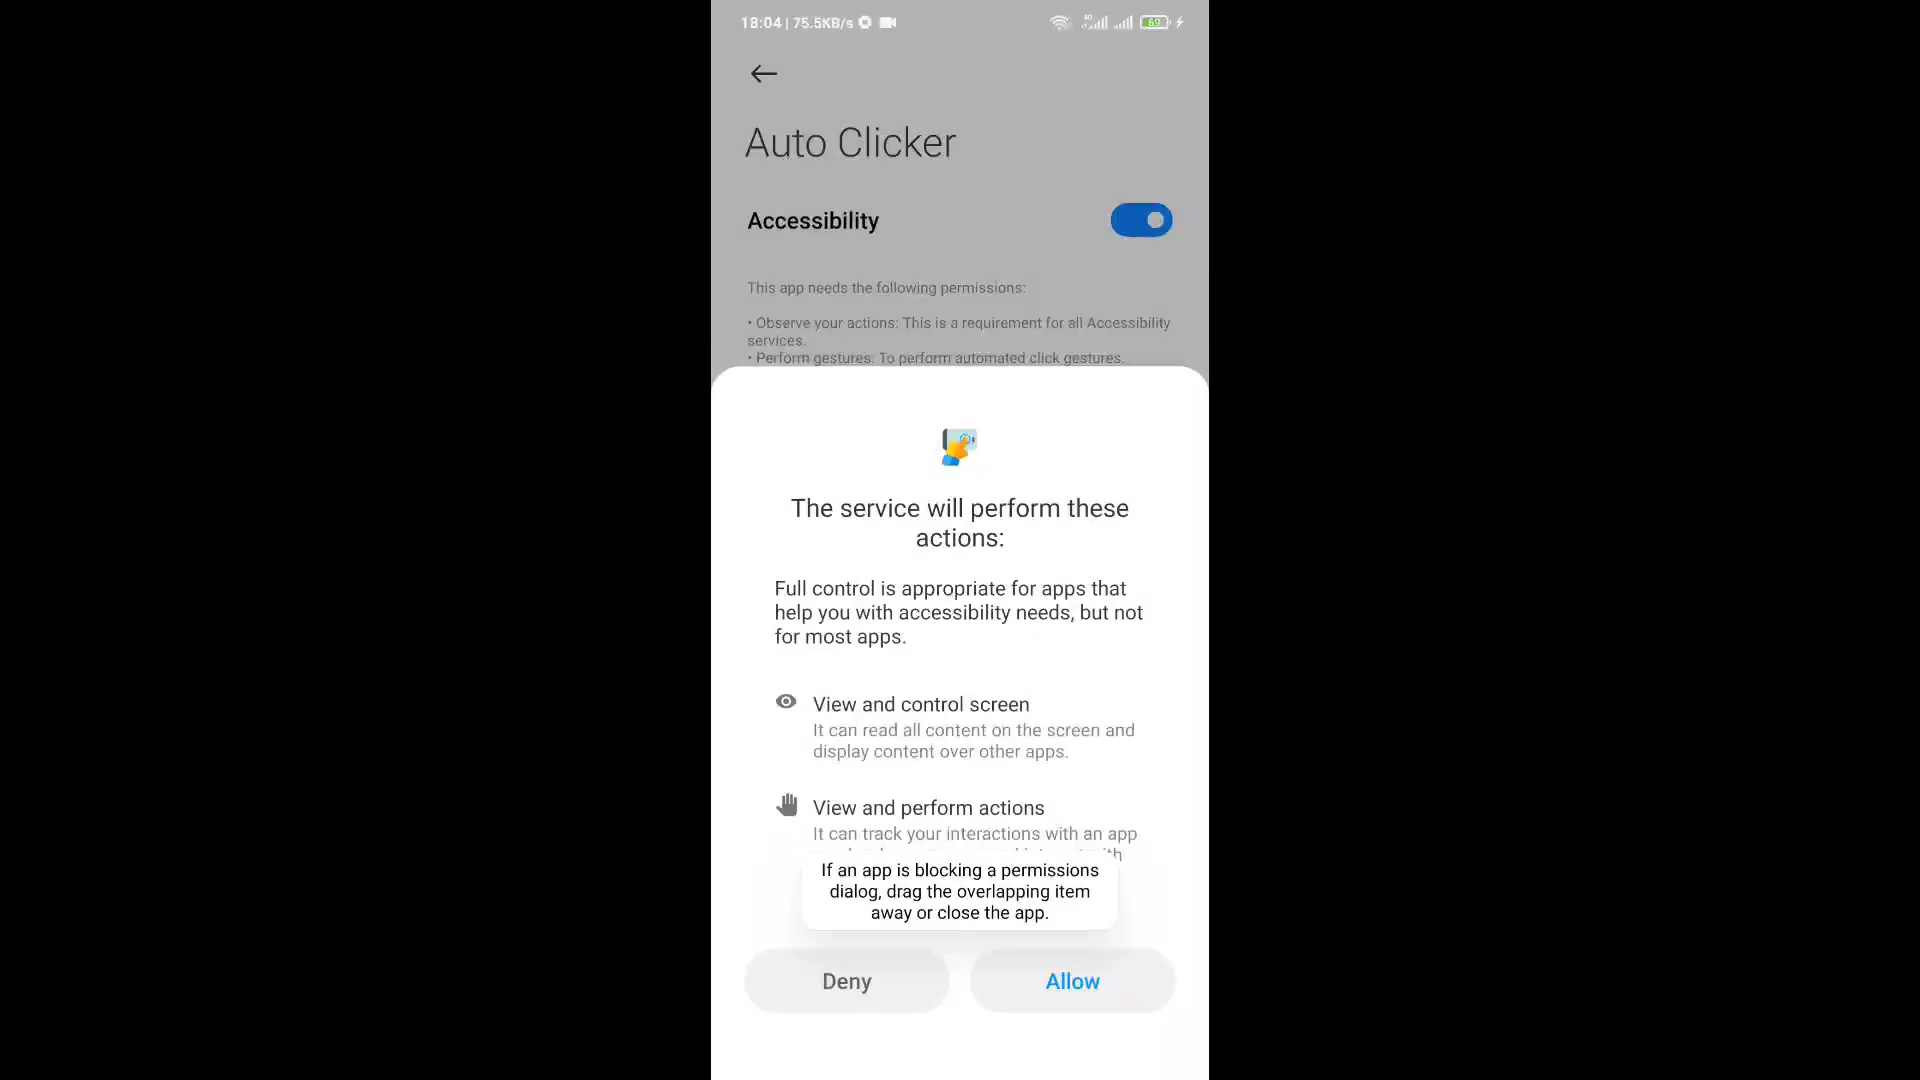 18:04 | 75.5KB/s
4G
69
Auto Clicker
Accessibility
This app needs the following permissions:
• Observe your actions: This is a requirement for all Accessibility
services.
• Perform gestures: To perform automated click gestures.
The service will perform these
actions:
Full control is appropriate for apps that
help you with accessibility needs, but not
for most apps.
View and control screen
It can read all content on the screen and
display content over other apps.
View and perform actions
It can track your interactions with an app
If an app is blocking a permissions
dialog, drag the overlapping item
away or close the app.
Deny
Allow